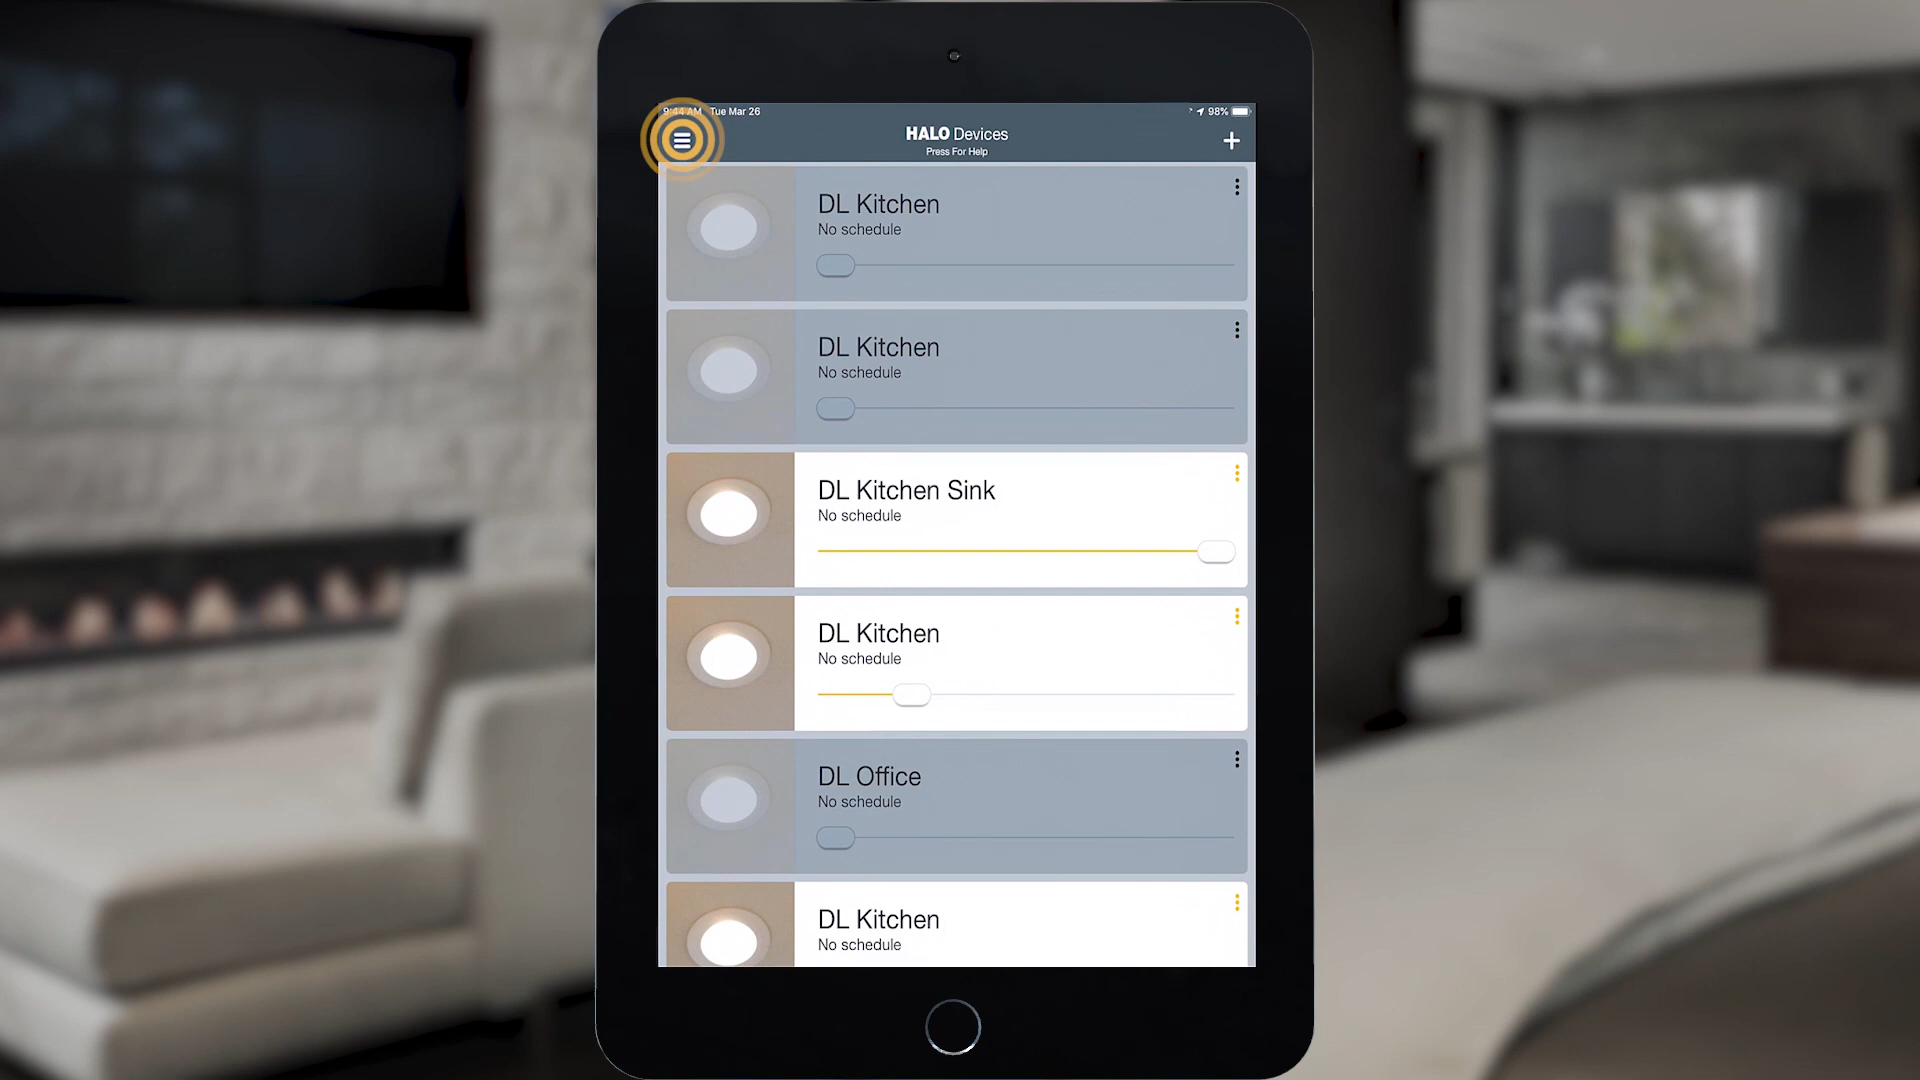 9:44 AM Tue Mar 26
98%
HALO Devices
Press For Help
DL Kitchen
No schedule
DL Kitchen
No schedule
DL Kitchen Sink
No schedule
DL Kitchen
No schedule
DL Office
No schedule
DL Kitchen
No schedule